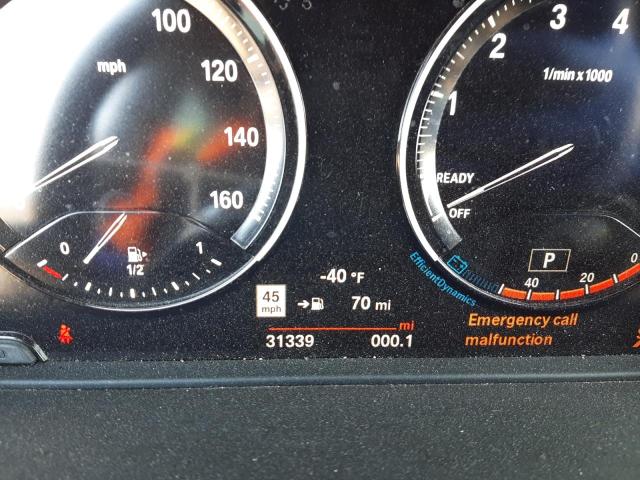 100
mph
120
140
160
0
1/2
1
2
3
4
1/min x 1000
1
READY
OFF
P
EfficientDynamics
40
20
0
-40 °F
45
mph
70 mi
mi
31339
000.1
Emergency call
malfunction